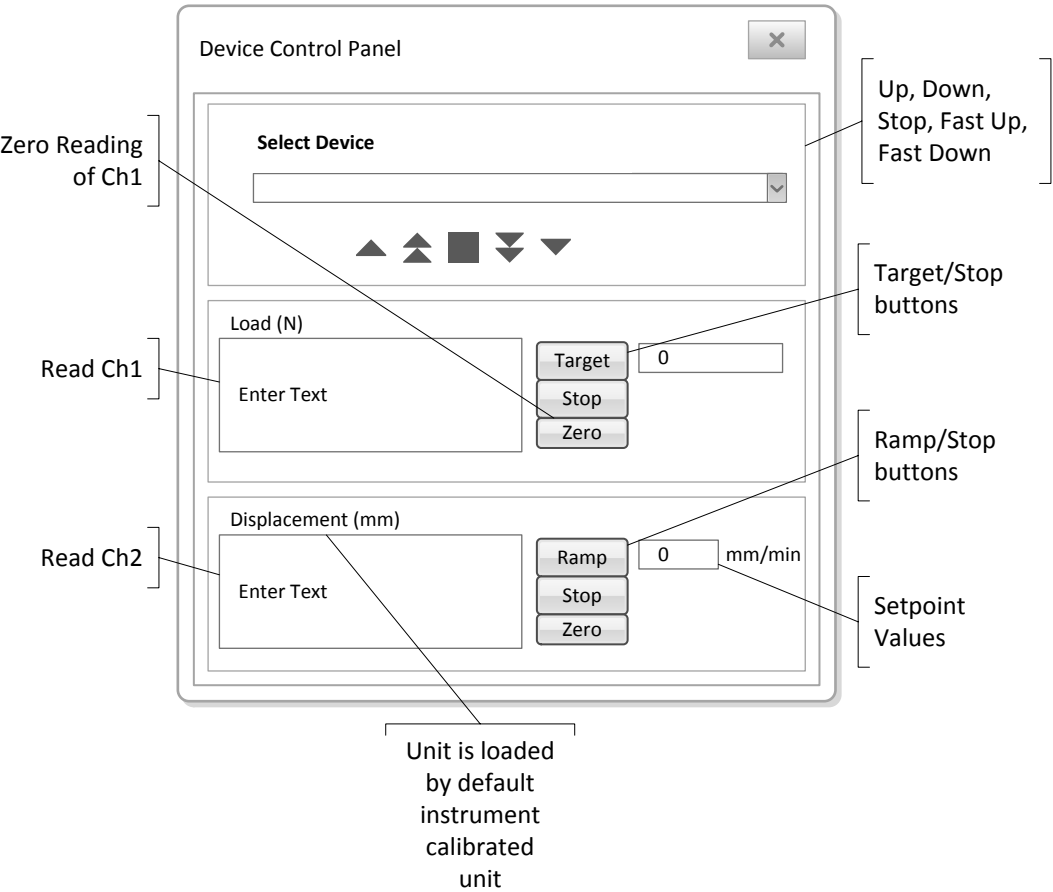 Device Control Panel
Up, Down,
Stop, Fast Up,
Fast Down
Zero Reading
of Ch1
Select Device
Target/Stop
buttons
Load (N)
Read Ch1
Enter Text
Target
0
Stop
Zero
Ramp/Stop
buttons
Displacement (mm)
Read Ch2
Enter Text
Ramp
0
mm/min
Stop
Zero
Setpoint
Values
Unit is loaded
by default
instrument
calibrated
unit